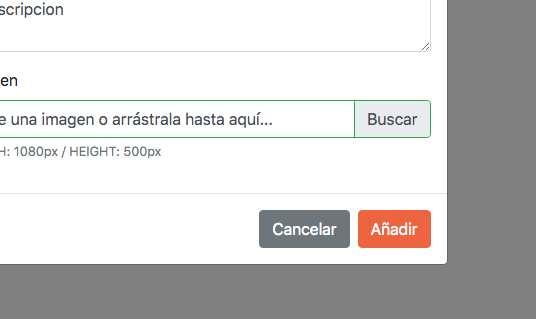 scripcion
en
e una imagen o arrástrala hasta aquí... Buscar
H: 1080px / HEIGHT: 500px
Cancelar Añadir